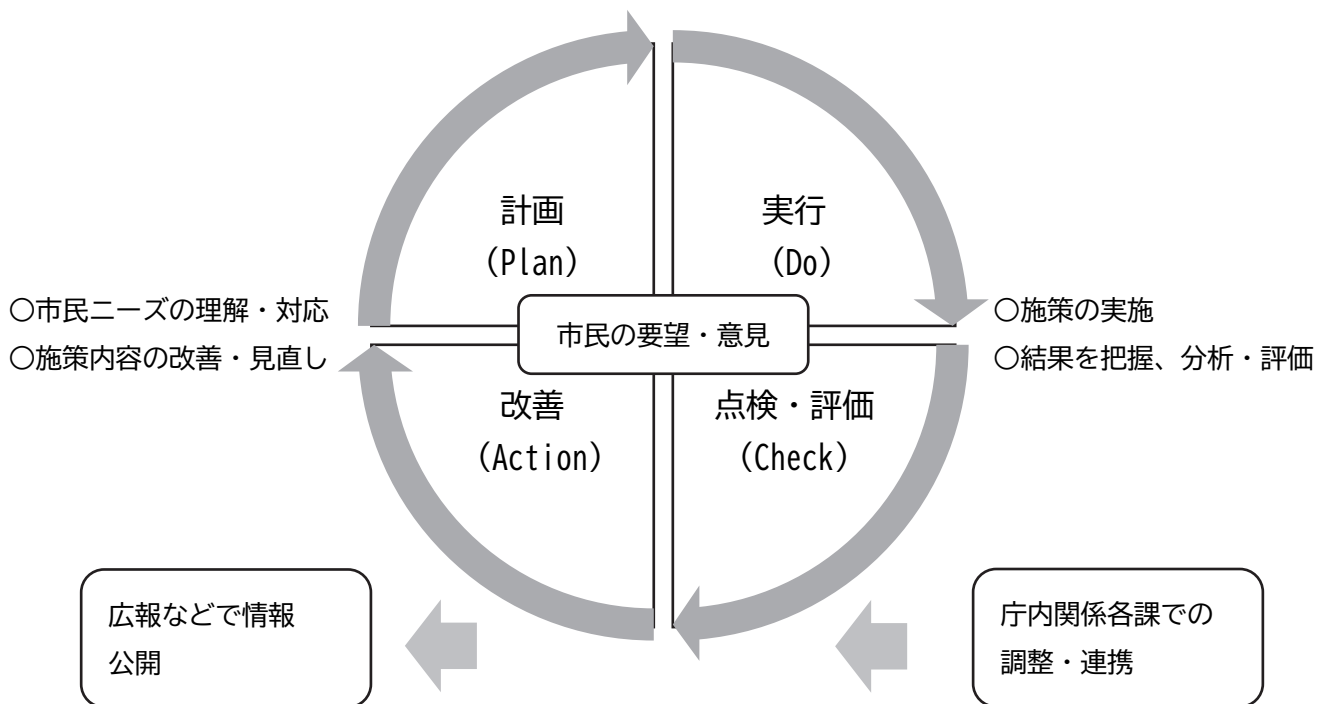 計画
（Plan）
実行
（Do）
〇市民ニーズの理解・対応
〇施策内容の改善・見直し
市民の要望・意見
〇施策の実施
〇結果を把握、分析・評価
改善
（Action）
点検・評価
（Check）
広報などで情報
公開
庁内関係各課での
調整・連携